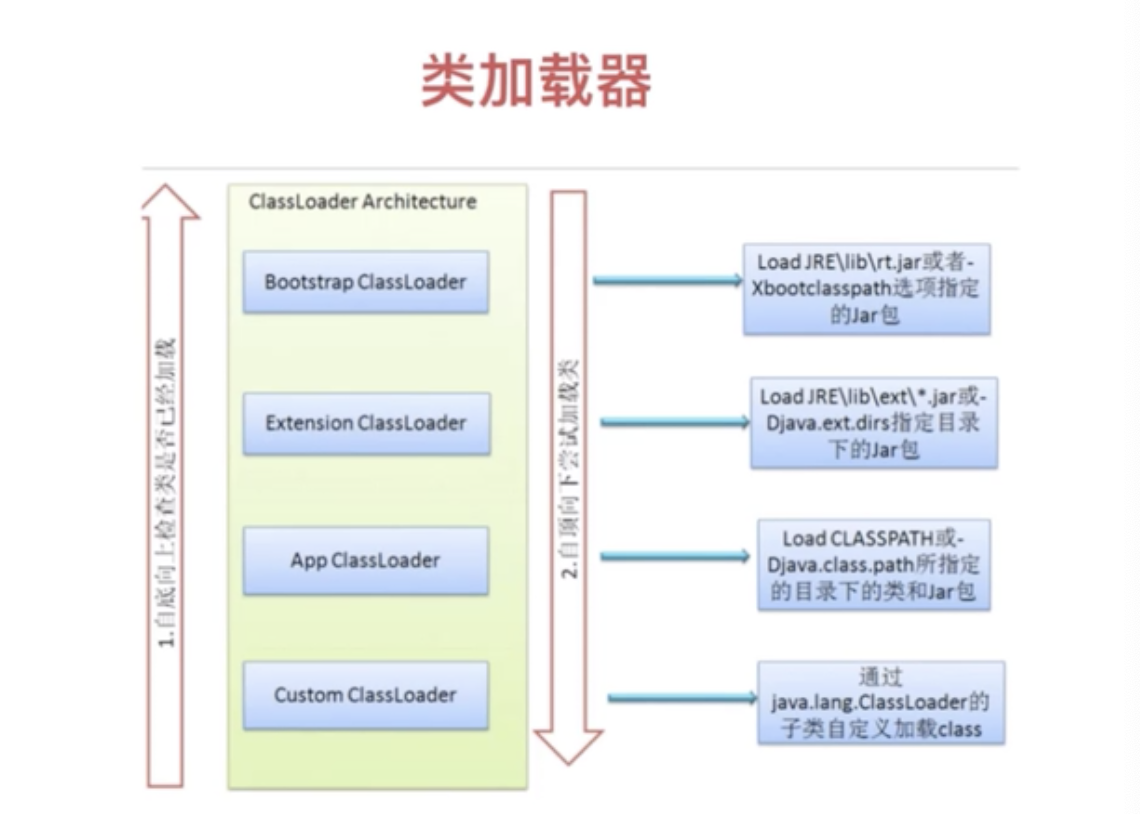 类加载器
1.自底向上检查类是否已经加载
ClassLoader Architecture
Bootstrap ClassLoader
Extension ClassLoader
App ClassLoader
Custom ClassLoader
2.自顶向下尝试加载类
Load JRE\lib\rt.jar或者-
Xbootclasspath选项指定
的Jar包
Load JRE\lib\ext\*.jar或-
Djava.ext.dirs指定目录
下的Jar包
Load CLASSPATH或-
Djava.class.path所指定
的目录下的类和Jar包
通过
java.lang.ClassLoader的
子类自定义加载class